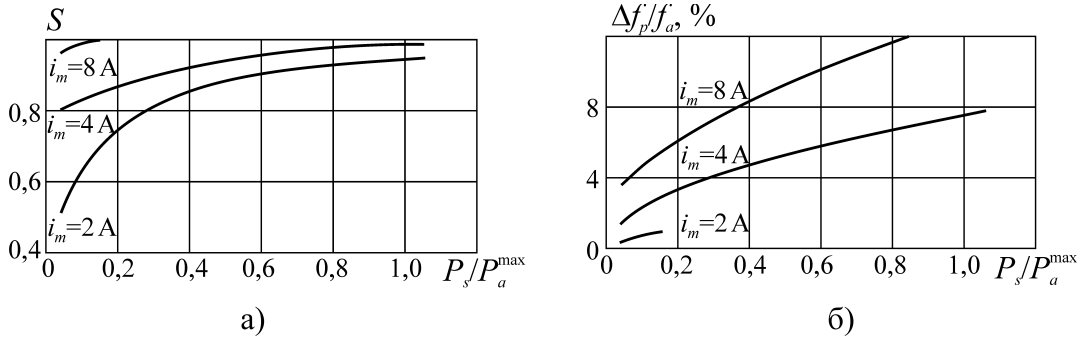 S
i_m=8 А
0,8
i_m=4 А
0,6
i_m=2 А
0,4
0 0,2 0,4 0,6 0,8 1,0 P_s/P_a^max
а)
Δf_p/f_a, %
i_m=8 А
8
i_m=4 А
4
i_m=2 А
0
0 0,2 0,4 0,6 0,8 1,0 P_s/P_a^max
б)